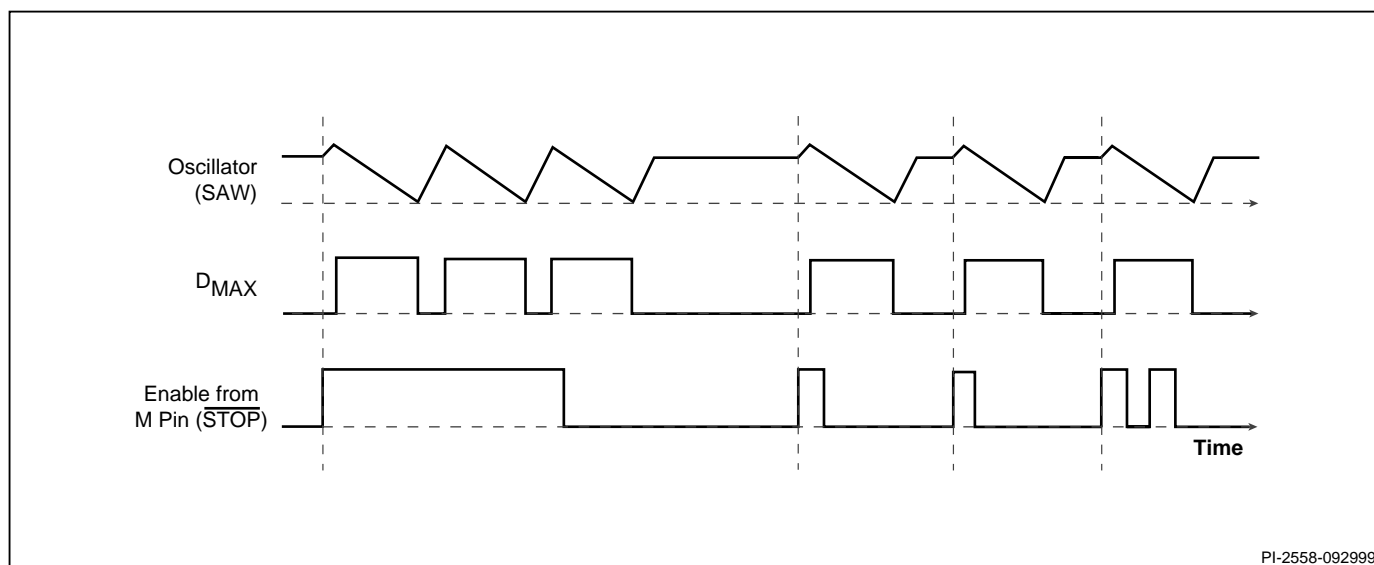 Oscillator
(SAW)
DMAX
Enable from
M Pin (STOP)
Time
PI-2558-092999